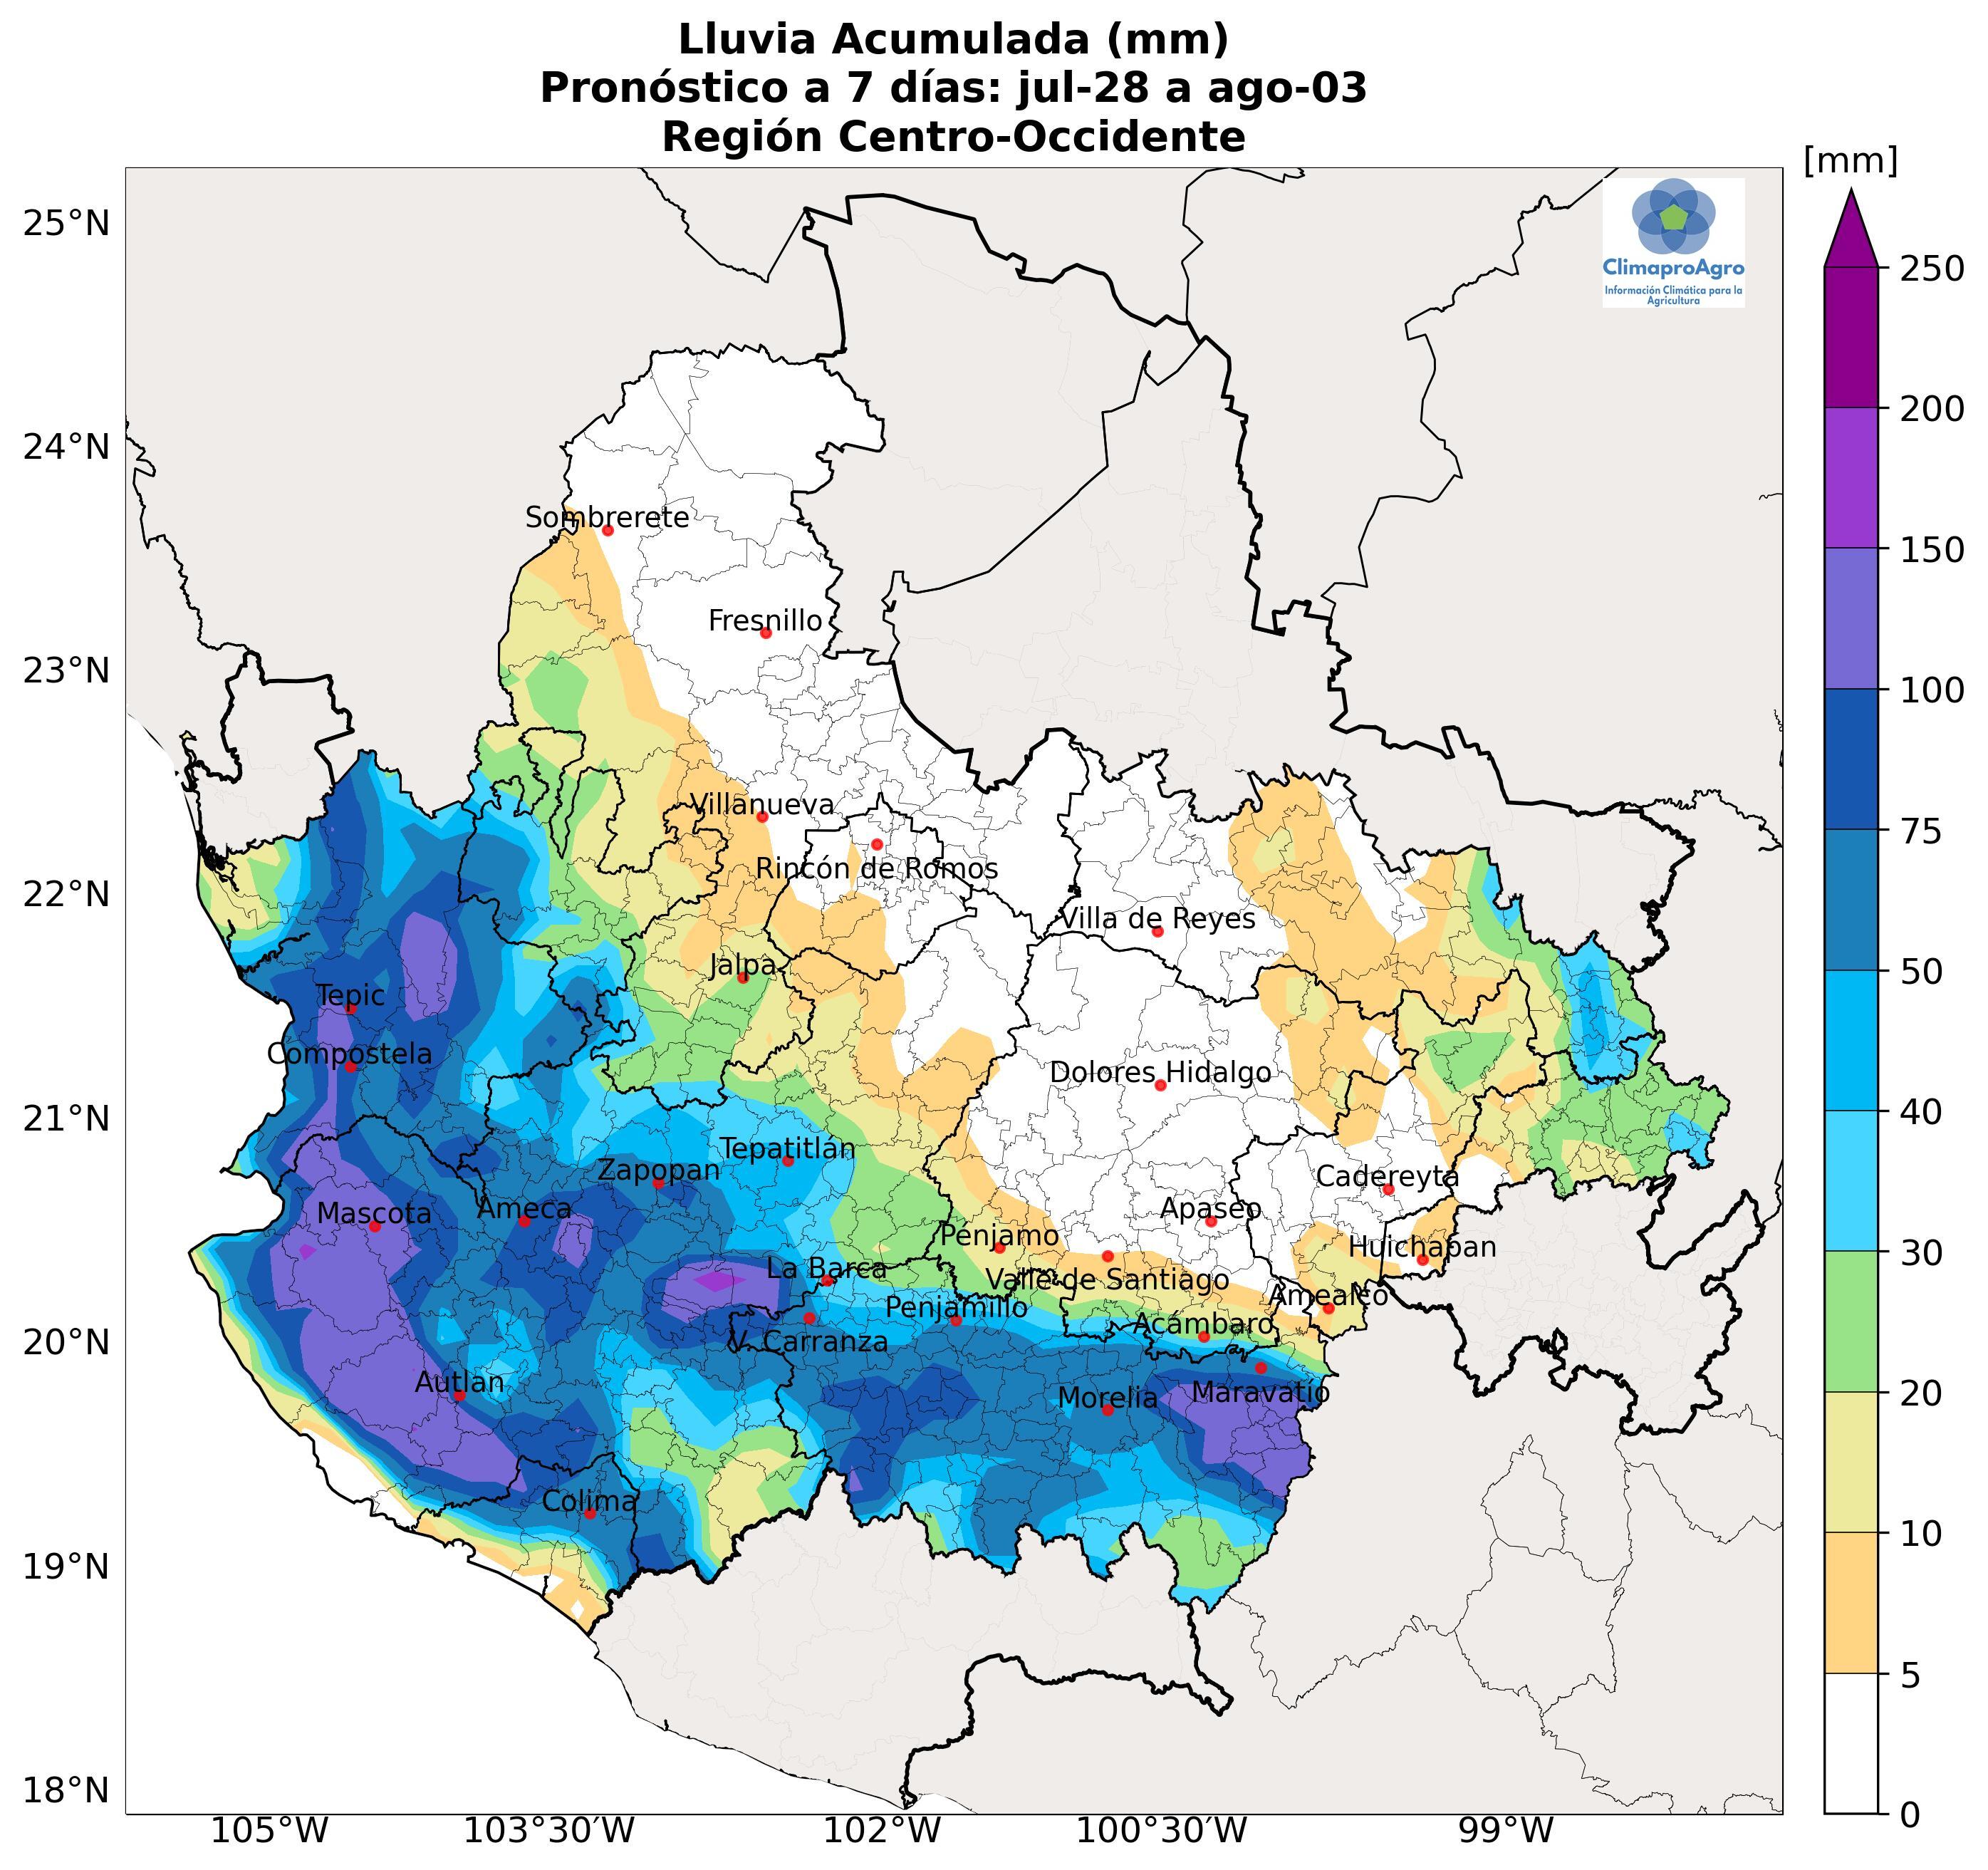 Lluvia Acumulada (mm)
Pronóstico a 7 días: jul-28 a ago-03
Región Centro-Occidente
[mm]
25°N
24°N
23°N
22°N
21°N
20°N
19°N
18°N
ClimaproAgro
Información Climática para la
Agricultura
250
200
150
100
75
50
40
30
20
10
5
0
Sombrerete
Fresnillo
Villanueva
Rincón de Romos
Villa de Reyes
Jalpa
Tepic
Compostela
Dolores Hidalgo
Tepatitlán
Zapopan
Cadereyta
Mascota
Ameca
Apaseo
Penjamo
Huichapan
La Barca
Valle de Santiago
Amealco
Penjamillo
Acámbaro
V. Carranza
Autlan
Morelia
Maravatío
Colima
105°W
103°30'W
102°W
100°30'W
99°W